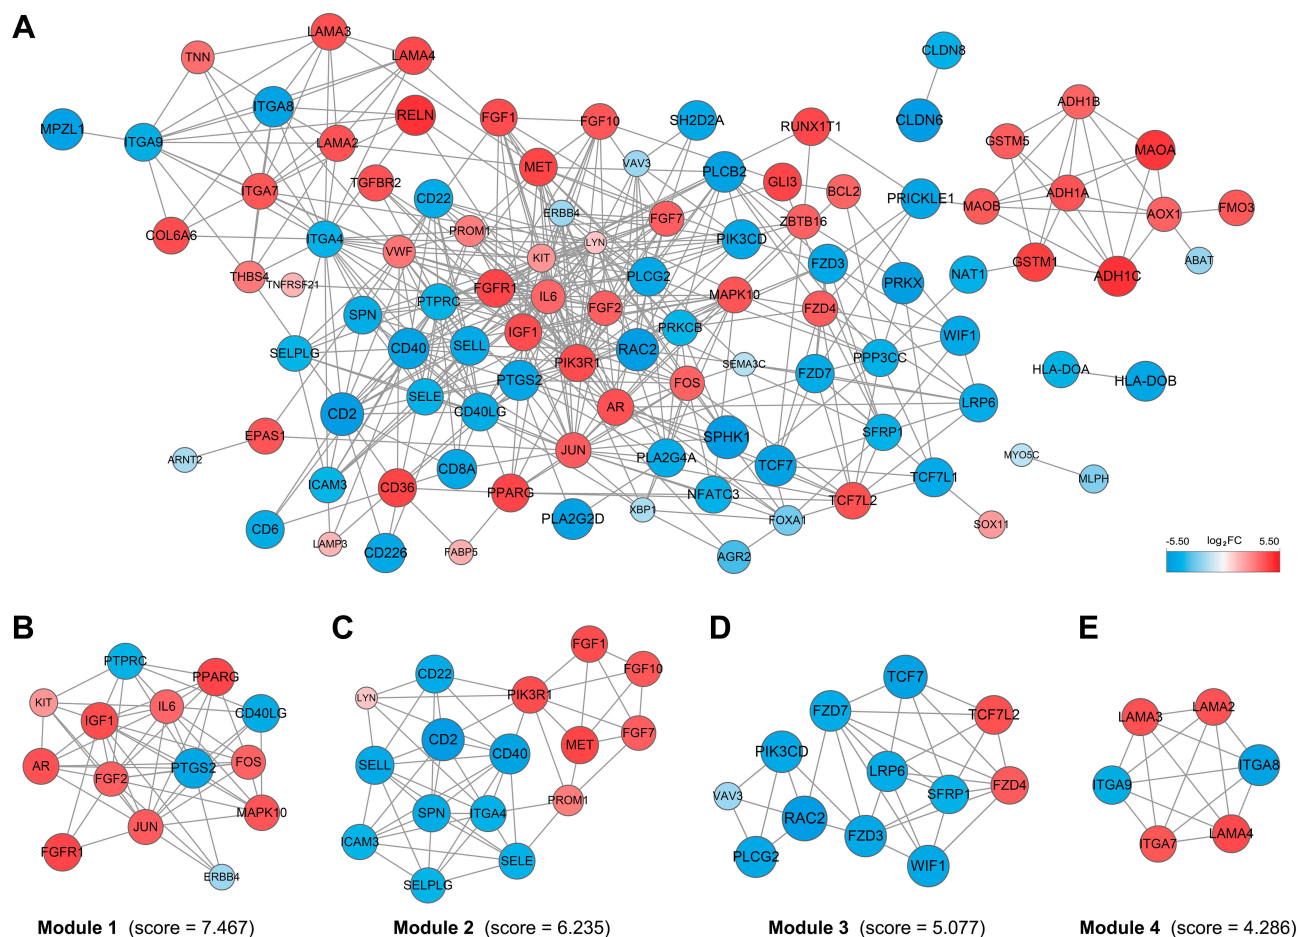 A
LAMA3
TNN
LAMA4
CLDN8
ITGA8
RELN
FGF1
FGF10
SH2D2A
CLDN6
RUNX1T1
ADH1B
MPZL1
ITGA9
LAMA2
MET
VAV3
PLCB2
GSTM5
MAOA
ITGA7
TGFBR2
CD22
GLI3
BCL2
PRICKLE1
ADH1A
MAOB
AOX1
FMO3
ERBB4
FGF7
ZBTB16
COL6A6
ITGA4
PROM1
LYN
PIK3CD
VWF
KIT
FZD3
ABAT
THBS4
TNFRSF21
PLCG2
NAT1
GSTM1
ADH1C
FGFR1
IL6
MAPK10
PRKX
PTPRC
FGF2
FZD4
SPN
IGF1
PRKCB
WIF1
SELPLG
CD40
SELL
RAC2
PPP3CC
PIK3R1
SEMA3C
HLA-DOA
HLA-DOB
PTGS2
FOS
FZD7
SELE
LRP6
CD2
CD40LG
AR
EPAS1
SPHK1
SFRP1
ARNT2
JUN
PLA2G4A
TCF7
MYO5C
CD8A
MLPH
ICAM3
CD36
PPARG
NFATC3
TCF7L1
TCF7L2
CD6
PLA2G2D
XBP1
FOXA1
SOX11
LAMP3
CD226
FABP5
AGR2
-5.50 log₂FC 5.50
B
PTPRC
PPARG
KIT
IL6
IGF1
CD40LG
AR
FGF2
PTGS2
FOS
MAPK10
JUN
FGFR1
ERBB4
Module 1 (score = 7.467)
C
FGF1
CD22
FGF10
LYN
PIK3R1
CD2
FGF7
MET
CD40
SELL
PROM1
SPN
ITGA4
ICAM3
SELE
SELPLG
Module 2 (score = 6.235)
D
TCF7
FZD7
TCF7L2
PIK3CD
LRP6
VAV3
SFRP1
FZD4
RAC2
FZD3
PLCG2
WIF1
Module 3 (score = 5.077)
E
LAMA3
LAMA2
ITGA8
ITGA9
LAMA4
ITGA7
Module 4 (score = 4.286)